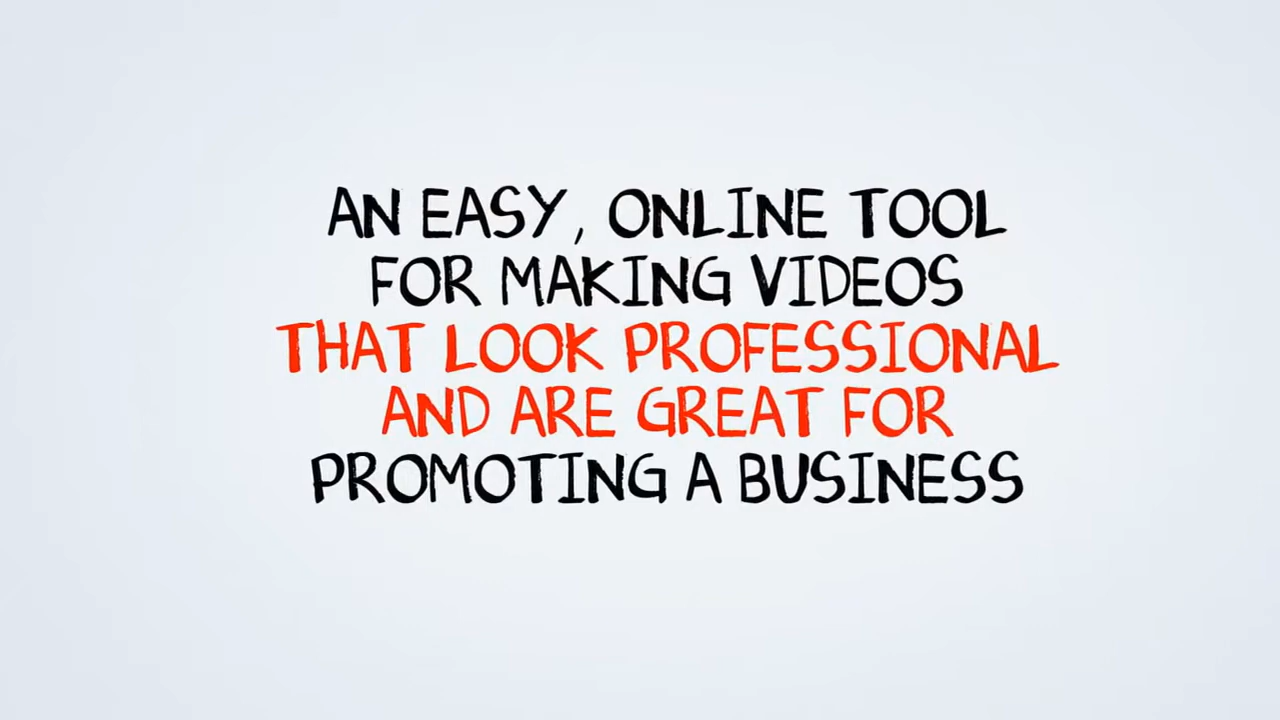 AN EASY, ONLINE TOOL
FOR MAKING VIDEOS
THAT LOOK PROFESSIONAL
AND ARE GREAT FOR
PROMOTING A BUSINESS